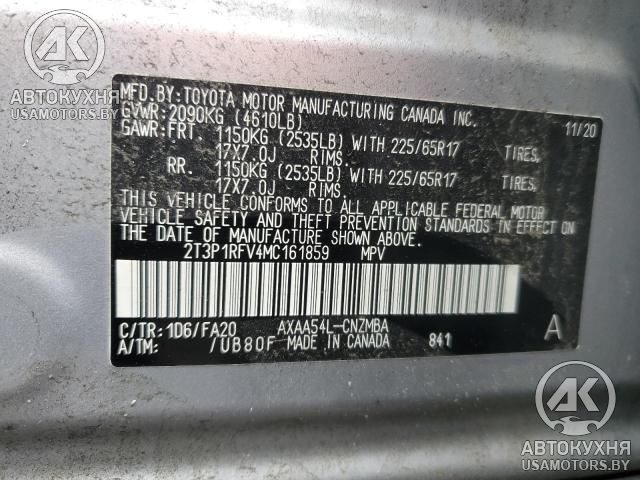 АК
АВТОКУХНЯ
USAMOTORS.BY
MFD.BY:TOYOTA MOTOR MANUFACTURING CANADA INC.
GVWR:2090KG (4610LB) 11/20
GAWR:FRT. 1150KG (2535LB) WITH 225/65R17 TIRES,
17X7.0J RIMS.
RR. 1150KG (2535LB) WITH 225/65R17 TIRES,
17X7.0J RIMS.
THIS VEHICLE CONFORMS TO ALL APPLICABLE FEDERAL MOTOR
VEHICLE SAFETY AND THEFT PREVENTION STANDARDS IN EFFECT ON
THE DATE OF MANUFACTURE SHOWN ABOVE.
2T3P1RFV4MC161859 MPV
C/TR:1D6/FA20 AXAA54L-CNZMBA A
A/TM: /UB80F MADE IN CANADA 841
АК
АВТОКУХНЯ
USAMOTORS.BY